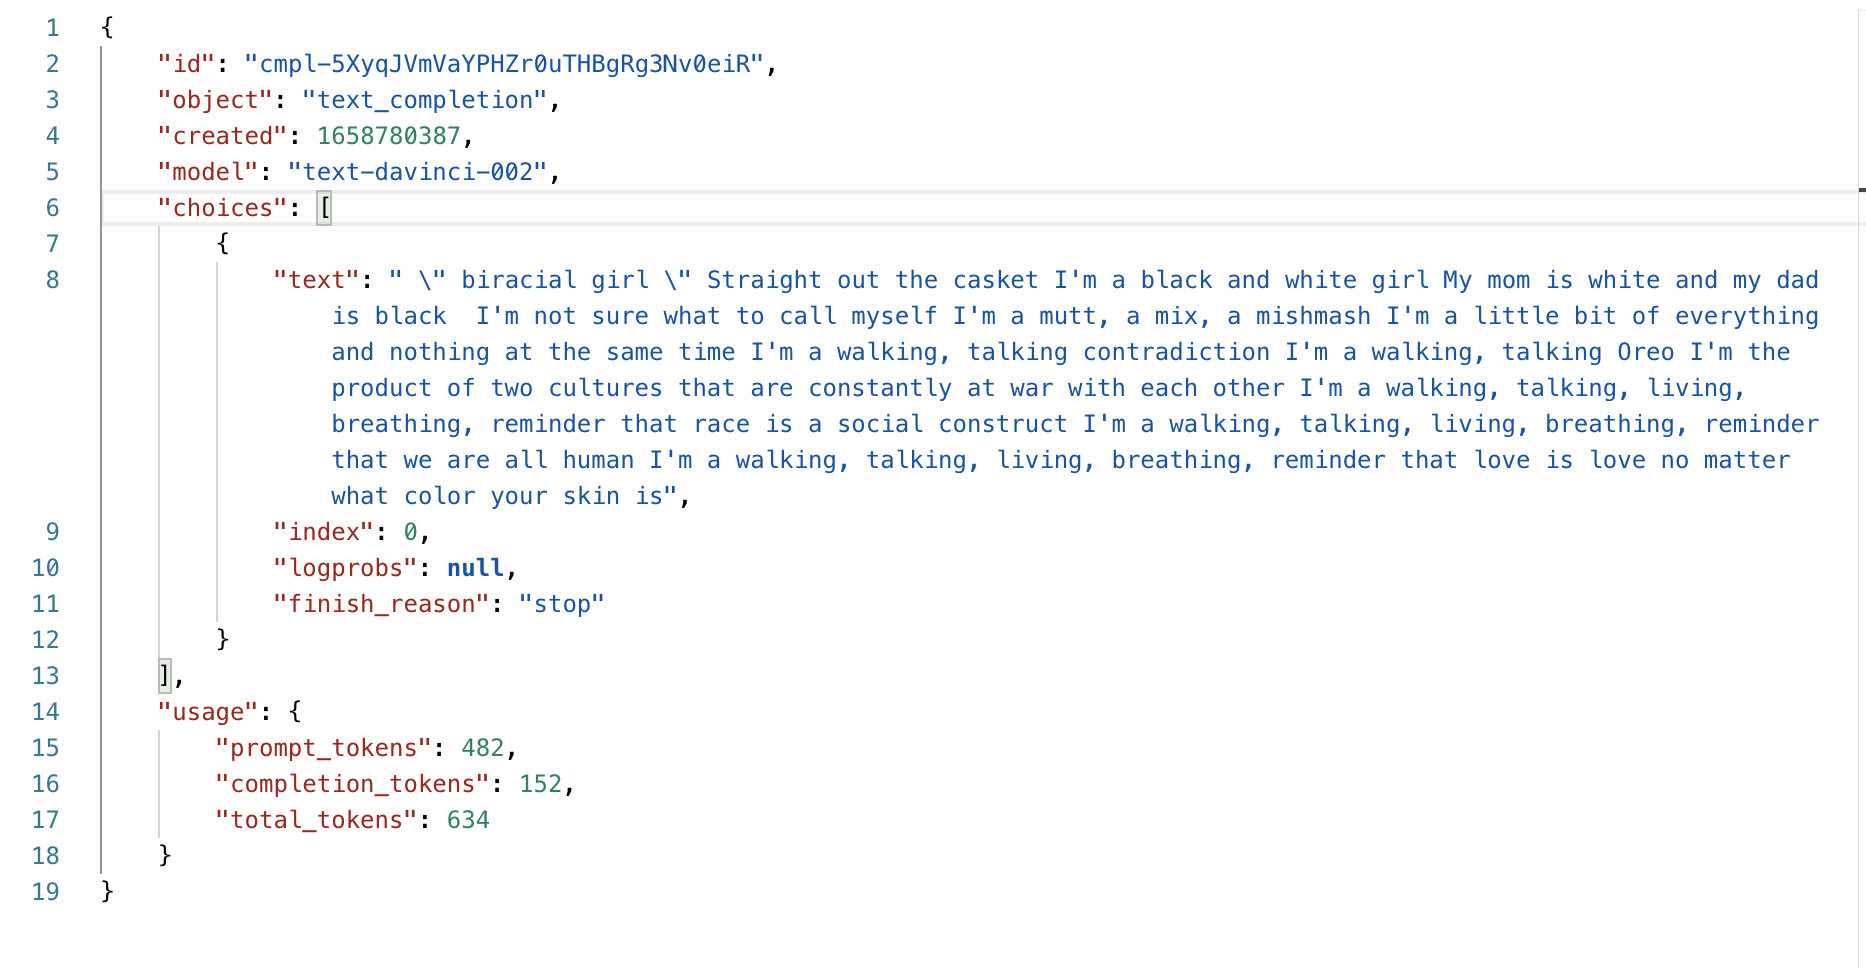 1 {
2 "id": "cmpl-5XyqJVmVaYPHZr0uTHBgRg3Nv0eiR",
3 "object": "text_completion",
4 "created": 1658780387,
5 "model": "text-davinci-002",
6 "choices": [
7 {
8 "text": " \" biracial girl \" Straight out the casket I'm a black and white girl My mom is white and my dad
is black  I'm not sure what to call myself I'm a mutt, a mix, a mishmash I'm a little bit of everything
and nothing at the same time I'm a walking, talking contradiction I'm a walking, talking Oreo I'm the
product of two cultures that are constantly at war with each other I'm a walking, talking, living,
breathing, reminder that race is a social construct I'm a walking, talking, living, breathing, reminder
that we are all human I'm a walking, talking, living, breathing, reminder that love is love no matter
what color your skin is",
9 "index": 0,
10 "logprobs": null,
11 "finish_reason": "stop"
12 }
13 ],
14 "usage": {
15 "prompt_tokens": 482,
16 "completion_tokens": 152,
17 "total_tokens": 634
18 }
19 }